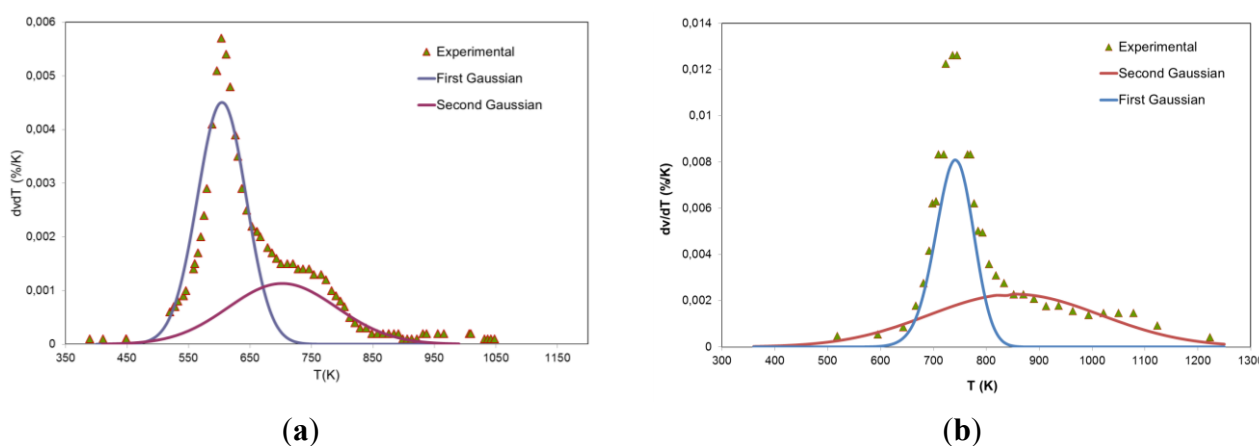 0,006
0,005
0,004
0,003
0,002
0,001
0
dvdT (%/K)
350 450 550 650 750 850 950 1050 1150
T(K)
Experimental
First Gaussian
Second Gaussian
(a)
0,014
0,012
0,01
0,008
0,006
0,004
0,002
0
dv/dT (%/K)
300 400 500 600 700 800 900 1000 1100 1200 1300
T (K)
Experimental
Second Gaussian
First Gaussian
(b)